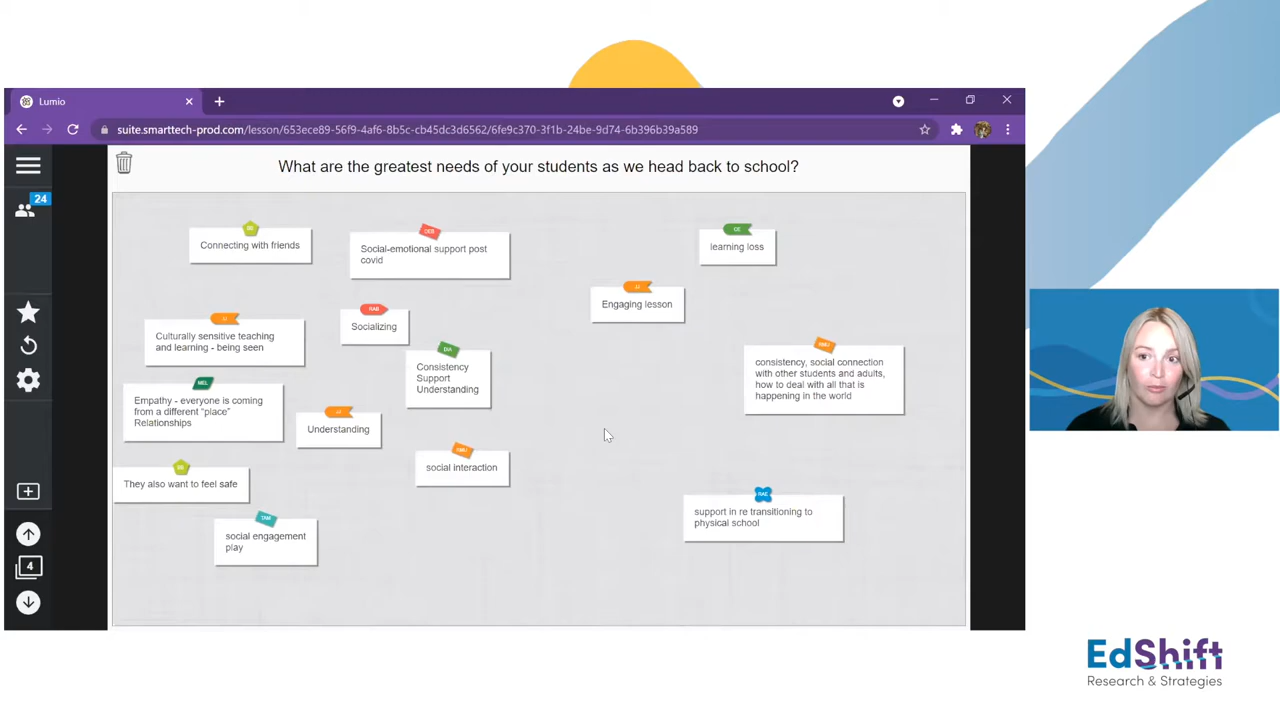 Lumio
suite.smarttech-prod.com/lesson/653ece89-56f9-4af6-8b5c-cb45dc3d6562/6fe9c370-3f1b-24be-9d74-6b396b39a589
24
What are the greatest needs of your students as we head back to school?
Connecting with friends
DEB
Social-emotional support post
covid
learning loss
Engaging lesson
Culturally sensitive teaching
and learning - being seen
Socializing
DIA
Consistency
Support
Understanding
consistency, social connection
with other students and adults,
how to deal with all that is
happening in the world
MEL
Empathy - everyone is coming
from a different "place"
Relationships
Understanding
social interaction
They also want to feel safe
RAE
support in re transitioning to
physical school
TAM
social engagement
play
4
EdShift
Research & Strategies